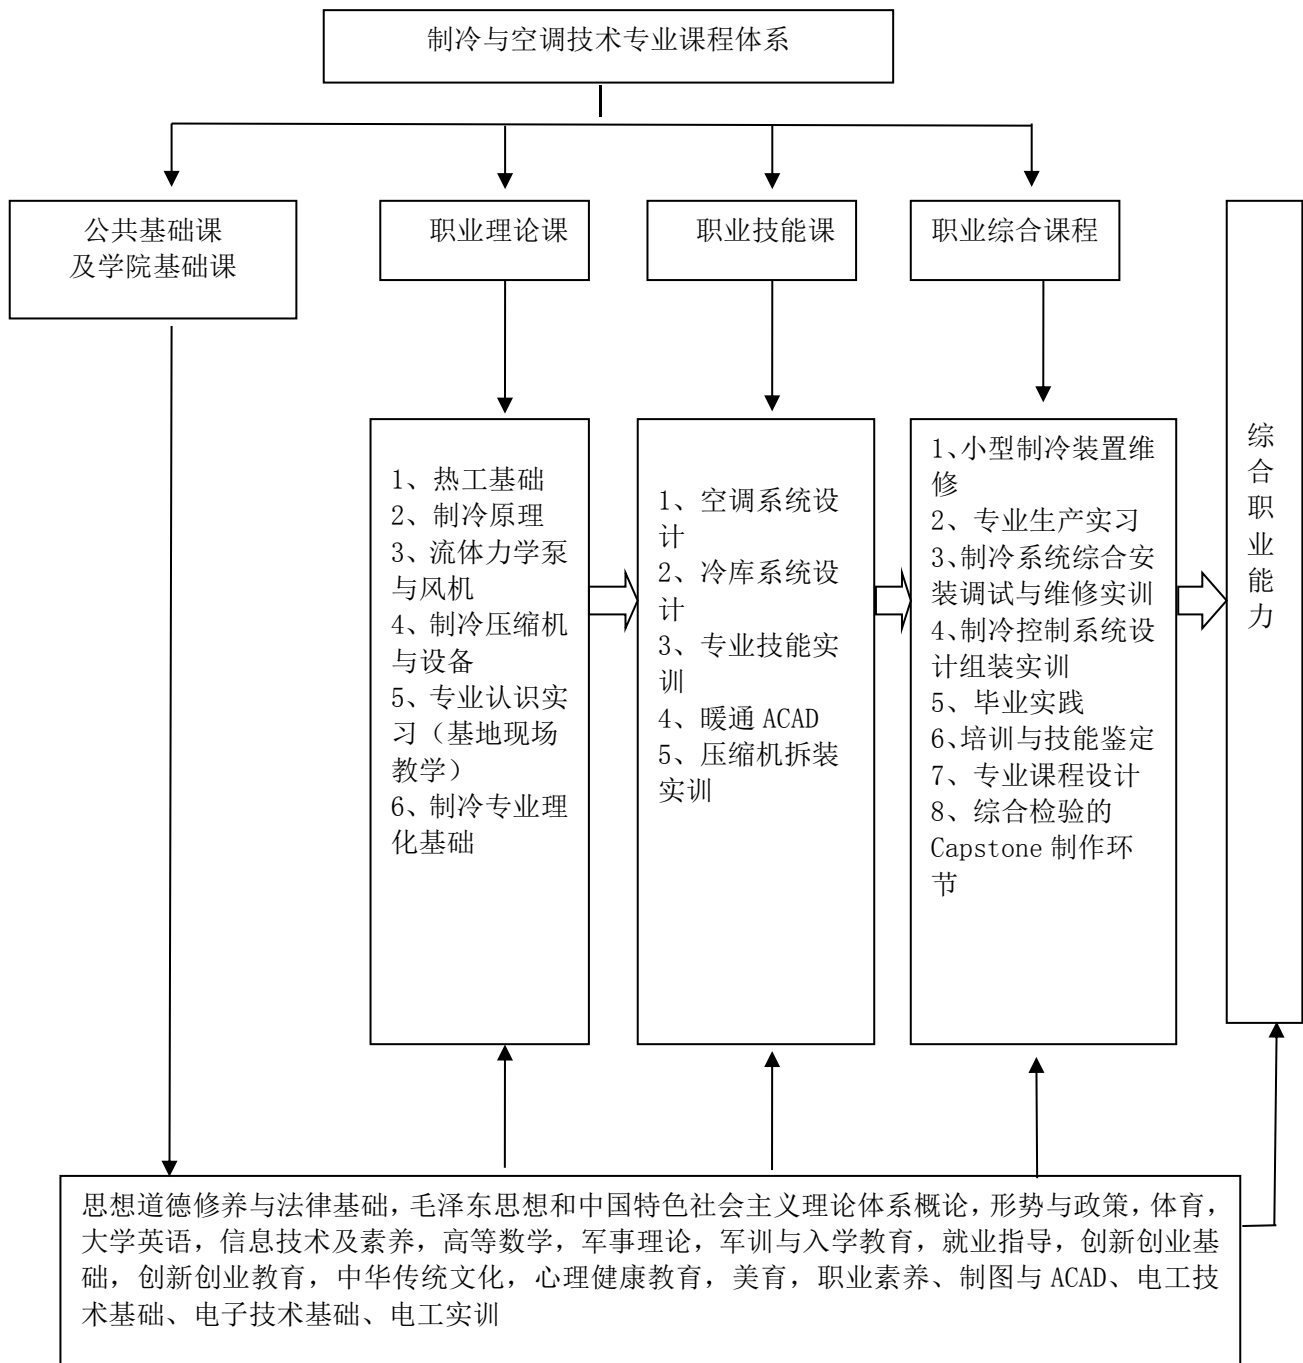 制冷与空调技术专业课程体系
公共基础课
及学院基础课
职业理论课
职业技能课
职业综合课程
1、热工基础
2、制冷原理
3、流体力学泵
与风机
4、制冷压缩机
与设备
5、专业认识实
习（基地现场
教学）
6、制冷专业理
化基础
1、空调系统设
计
2、冷库系统设
计
3、专业技能实
训
4、暖通 ACAD
5、压缩机拆装
实训
1、小型制冷装置维
修
2、专业生产实习
3、制冷系统综合安
装调试与维修实训
4、制冷控制系统设
计组装实训
5、毕业实践
6、培训与技能鉴定
7、专业课程设计
8、综合检验的
Capstone 制作环
节
综合职业能力
思想道德修养与法律基础，毛泽东思想和中国特色社会主义理论体系概论，形势与政策，体育，
大学英语，信息技术及素养，高等数学，军事理论，军训与入学教育，就业指导，创新创业基
础，创新创业教育，中华传统文化，心理健康教育，美育，职业素养、制图与 ACAD、电工技
术基础、电子技术基础、电工实训